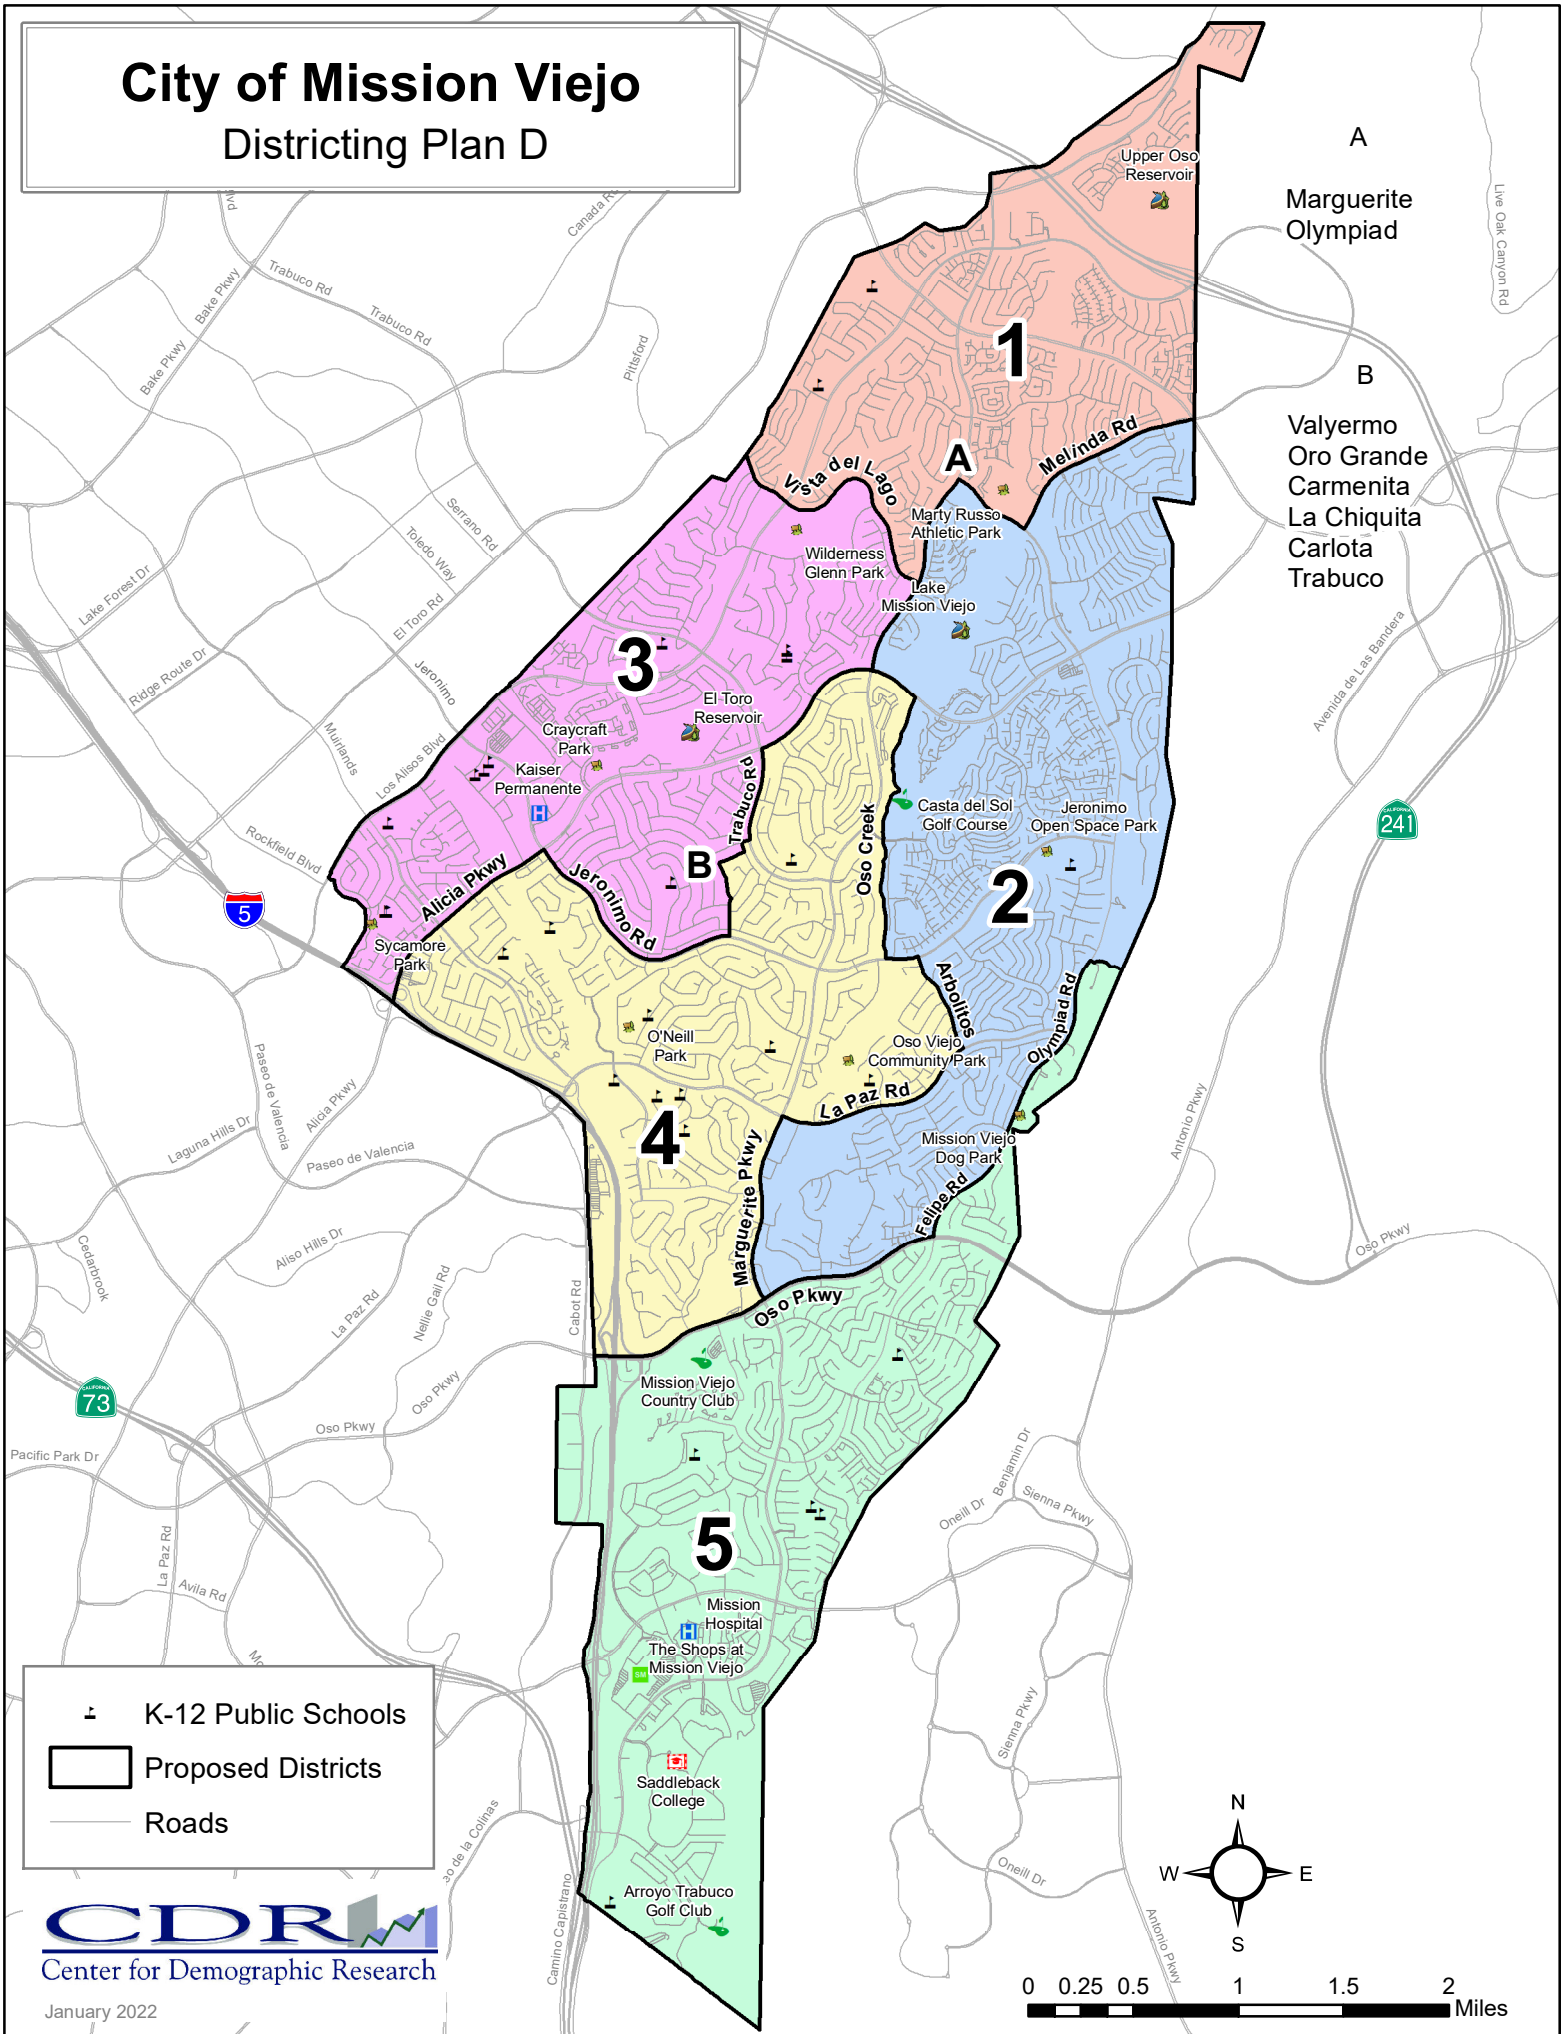 City of Mission Viejo
Districting Plan D
A
Marguerite
Olympiad
B
Valyermo
Oro Grande
Carmenita
La Chiquita
Carlota
Trabuco
Live Oak Canyon Rd
Upper Oso
Reservoir
Trabuco Rd
Trabuco Rd
Bake Pkwy
Bake Pkwy
Pittsford
1
A
Melinda Rd
Vista del Lago
Marty Russo
Athletic Park
Wilderness
Glenn Park
Lake
Mission Viejo
Serrano Rd
Toledo Way
El Toro Rd
Lake Forest Dr
Ridge Route Dr
Jeronimo
Muirlands
Los Alisos Blvd
Rockfield Blvd
3
El Toro
Reservoir
Craycraft
Park
Kaiser
Permanente
H
Trabuco Rd
B
Jeronimo Rd
Alicia Pkwy
Sycamore
Park
5
Oso Creek
Casta del Sol
Golf Course
Jeronimo
Open Space Park
2
Avenida de Las Bandera
CALIFORNIA
241
Arbolitos
Olympiad Rd
O'Neill
Park
Oso Viejo
Community Park
La Paz Rd
4
Marguerite Pkwy
Mission Viejo
Dog Park
Felipe Rd
Oso Pkwy
Antonio Pkwy
Oso Pkwy
Paseo de Valencia
Alicia Pkwy
Laguna Hills Dr
Paseo de Valencia
Aliso Hills Dr
Cedarbrook
La Paz Rd
Nellie Gail Rd
Cabot Rd
CALIFORNIA
73
Oso Pkwy
Oso Pkwy
Pacific Park Dr
La Paz Rd
Avila Rd
Mission Viejo
Country Club
5
Mission
Hospital
H
The Shops at
Mission Viejo
SM
Saddleback
College
Arroyo Trabuco
Golf Club
Camino Capistrano
Benjamin Dr
Oneill Dr
Sienna Pkwy
Sienna Pkwy
Oneill Dr
Antonio Pkwy
K-12 Public Schools
Proposed Districts
Roads
CDR
Center for Demographic Research
January 2022
N
W E
S
0 0.25 0.5 1 1.5 2
Miles